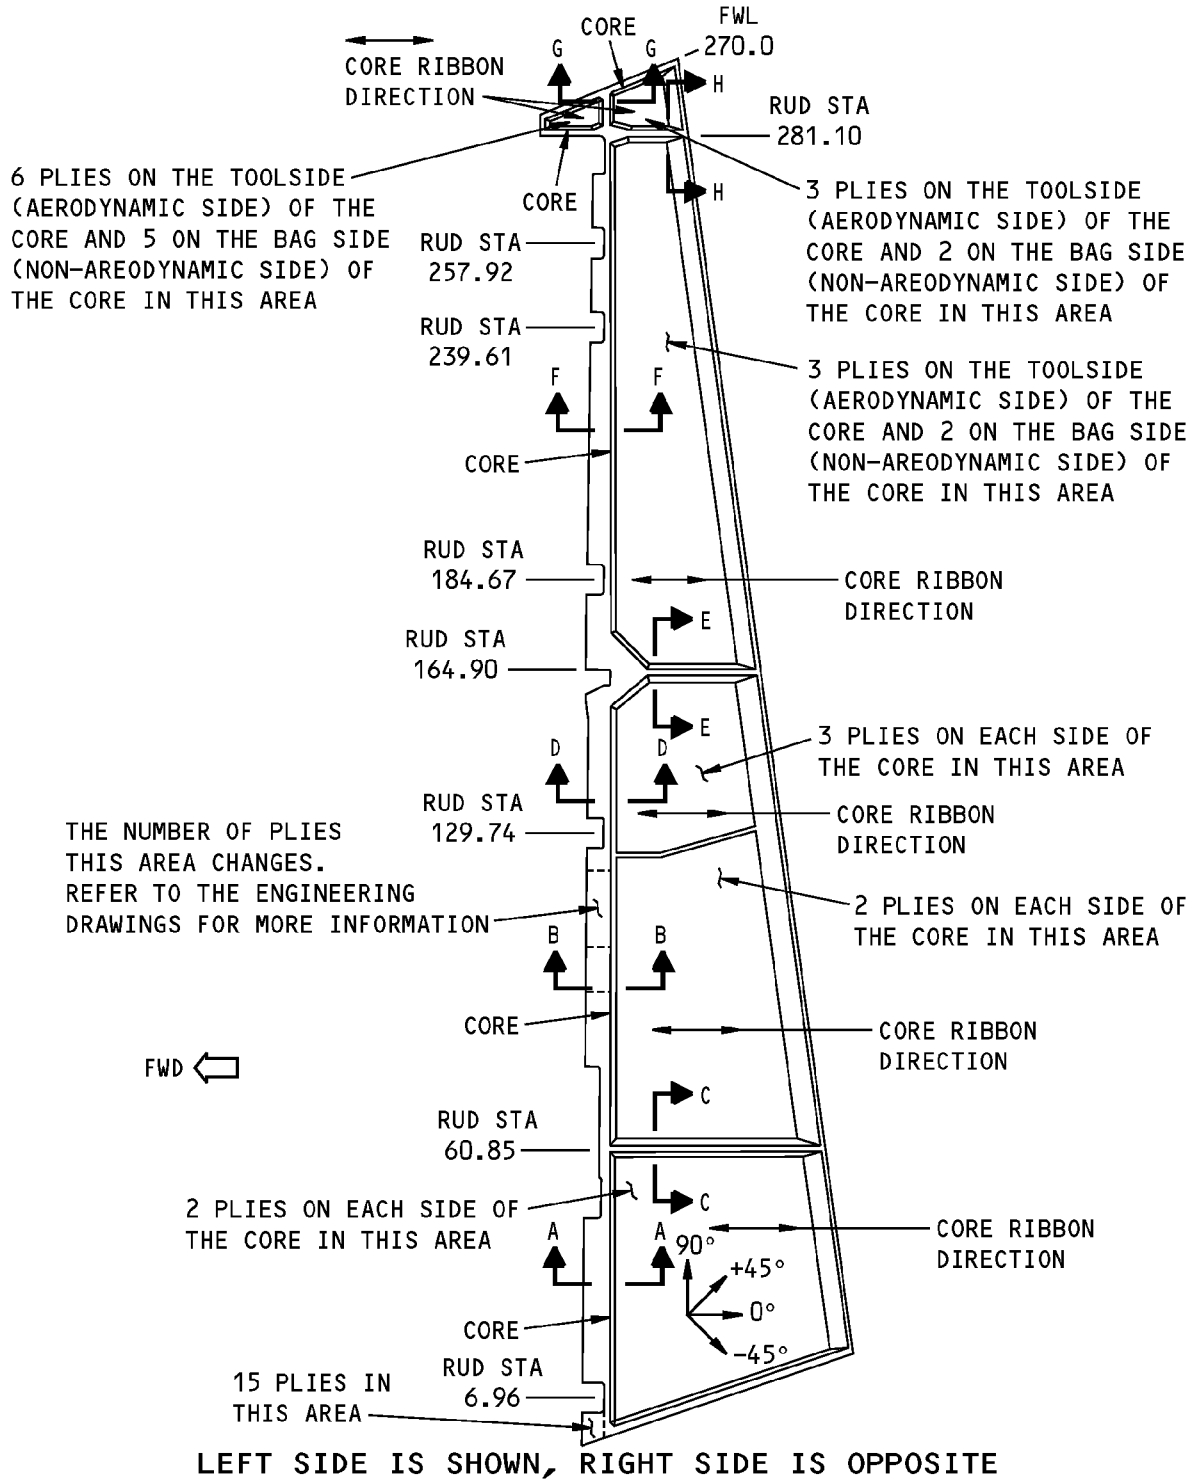 FWL
270.0
CORE
G
G
CORE RIBBON
DIRECTION
H
RUD STA
281.10
6 PLIES ON THE TOOLSIDE
(AERODYNAMIC SIDE) OF THE
CORE AND 5 ON THE BAG SIDE
(NON-AREODYNAMIC SIDE) OF
THE CORE IN THIS AREA
CORE
H
3 PLIES ON THE TOOLSIDE
(AERODYNAMIC SIDE) OF THE
CORE AND 2 ON THE BAG SIDE
(NON-AREODYNAMIC SIDE) OF
THE CORE IN THIS AREA
RUD STA
257.92
RUD STA
239.61
3 PLIES ON THE TOOLSIDE
(AERODYNAMIC SIDE) OF THE
CORE AND 2 ON THE BAG SIDE
(NON-AREODYNAMIC SIDE) OF
THE CORE IN THIS AREA
F
F
CORE
RUD STA
184.67
CORE RIBBON
DIRECTION
E
RUD STA
164.90
E
3 PLIES ON EACH SIDE OF
THE CORE IN THIS AREA
D
D
RUD STA
129.74
CORE RIBBON
DIRECTION
THE NUMBER OF PLIES
THIS AREA CHANGES.
REFER TO THE ENGINEERING
DRAWINGS FOR MORE INFORMATION
2 PLIES ON EACH SIDE OF
THE CORE IN THIS AREA
B
B
CORE
CORE RIBBON
DIRECTION
FWD
C
RUD STA
60.85
C
2 PLIES ON EACH SIDE OF
THE CORE IN THIS AREA
A
A
CORE RIBBON
DIRECTION
90°
+45°
0°
-45°
CORE
RUD STA
6.96
15 PLIES IN
THIS AREA
LEFT SIDE IS SHOWN, RIGHT SIDE IS OPPOSITE